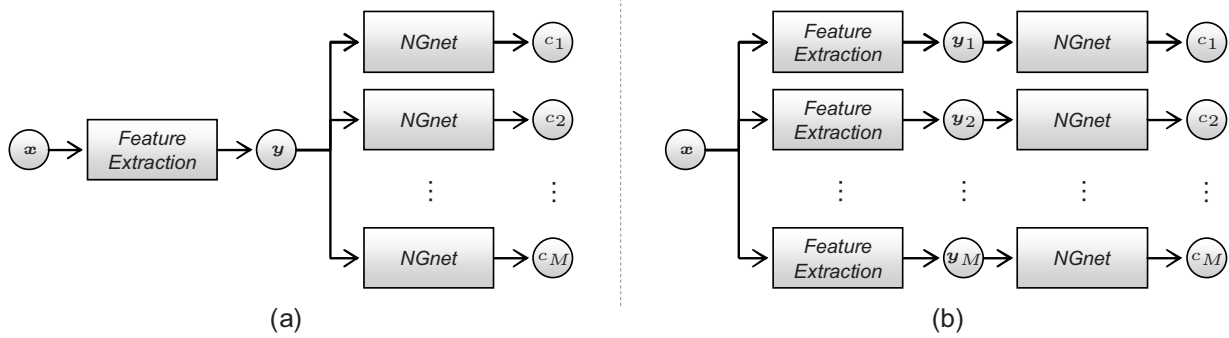 NGnet
c1
NGnet
c2
x
Feature
Extraction
y
⋮
⋮
NGnet
cM
(a)
Feature
Extraction
y1
NGnet
c1
Feature
Extraction
y2
NGnet
c2
x
⋮
⋮
⋮
⋮
Feature
Extraction
yM
NGnet
cM
(b)